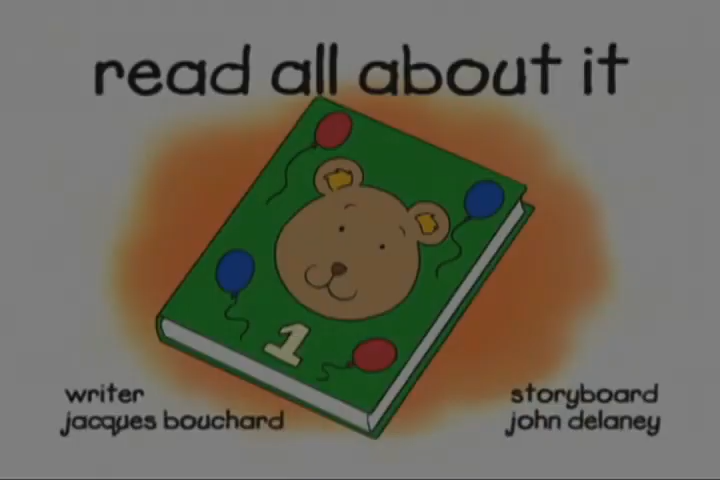 read all about it
1
writer
jacques bouchard
storyboard
john delaney